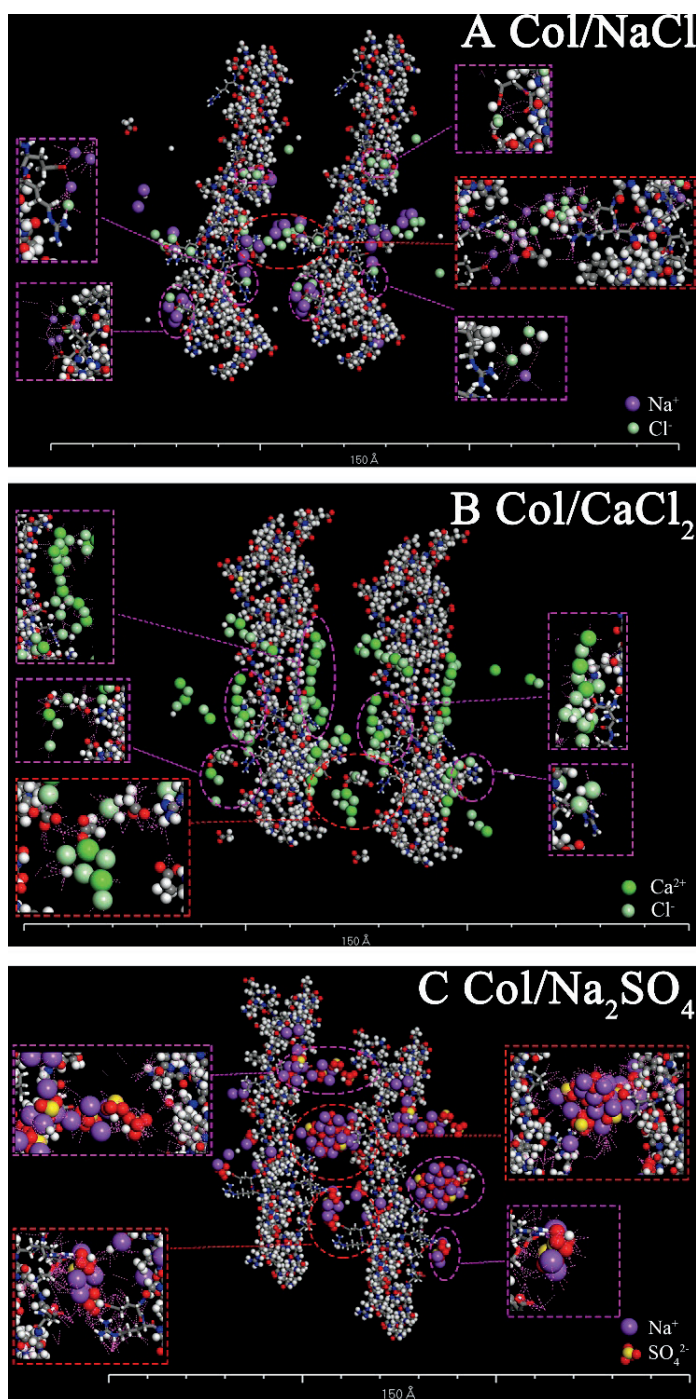 A Col/NaCl
Na⁺
Cl⁻
150 Å
B Col/CaCl₂
Ca²⁺
Cl⁻
150 Å
C Col/Na₂SO₄
Na⁺
SO₄²⁻
150 Å